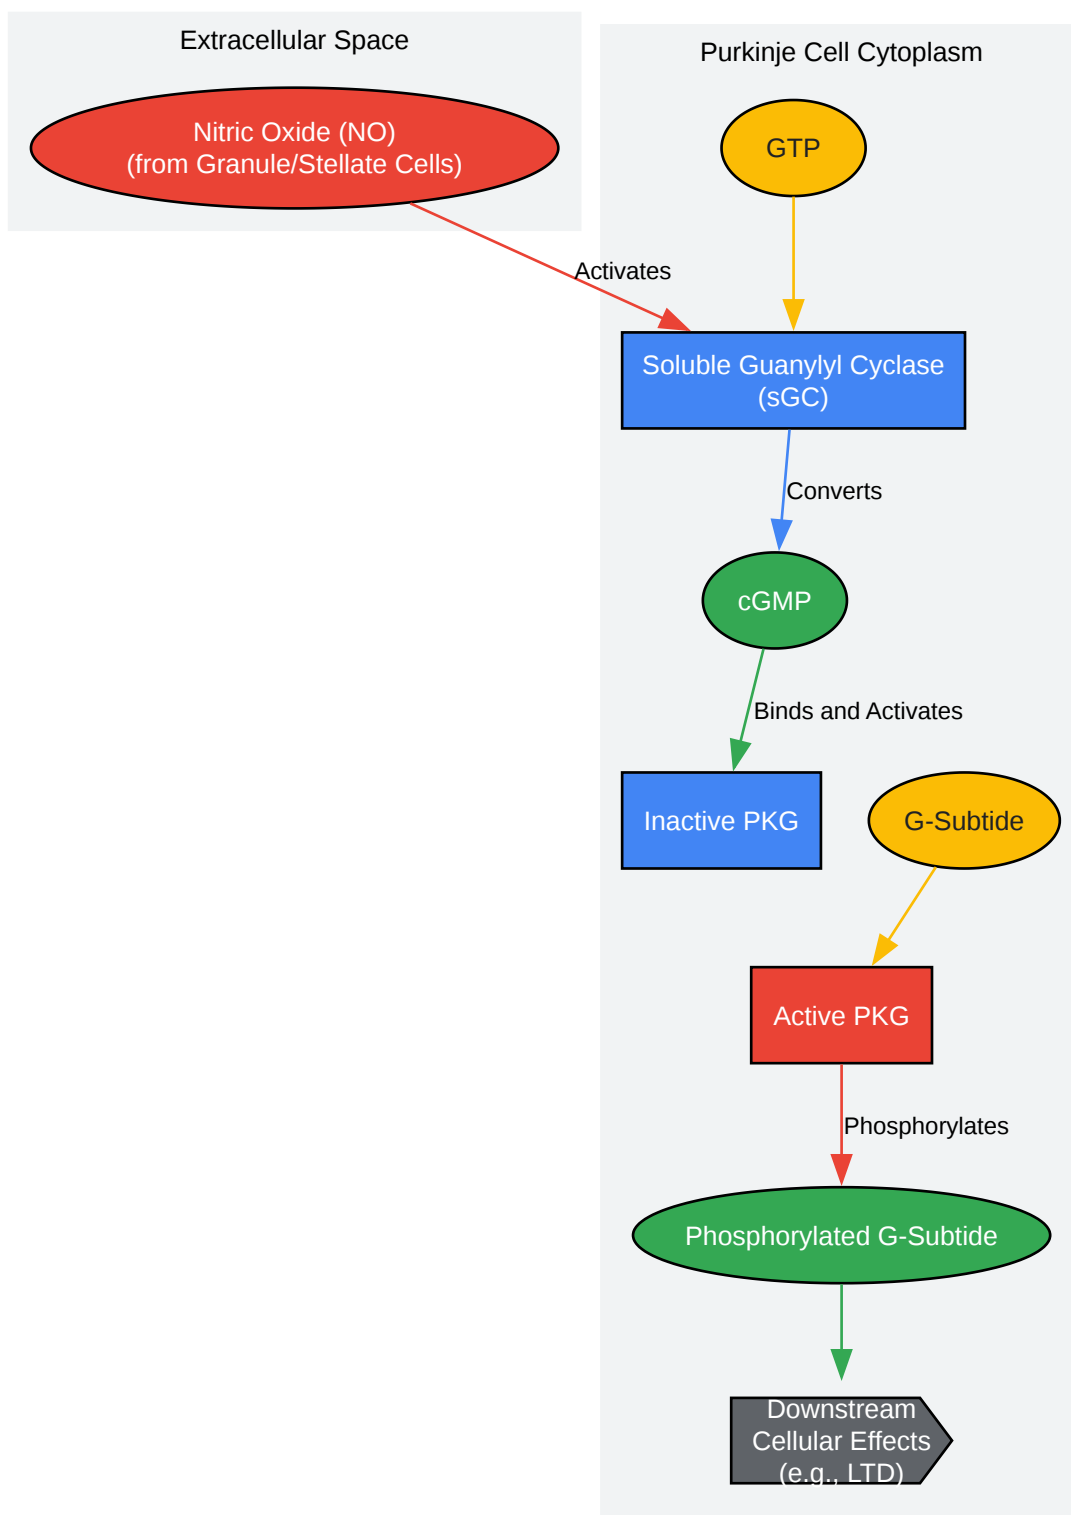 Extracellular Space
Purkinje Cell Cytoplasm
Nitric Oxide (NO)
(from Granule/Stellate Cells)
GTP
Activates
Soluble Guanylyl Cyclase
(sGC)
Converts
cGMP
Binds and Activates
Inactive PKG
G-Subtide
Active PKG
Phosphorylates
Phosphorylated G-Subtide
Downstream
Cellular Effects
(e.g., LTD)